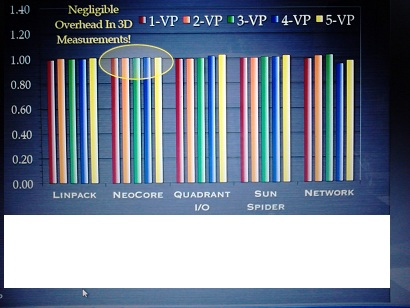 1.40
1.20
1.00
0.80
0.60
0.40
0.20
0.00
Negligible
Overhead In 3D
Measurements!
1-VP 2-VP 3-VP 4-VP 5-VP
LINPACK NEOCORE QUADRANT I/O SUN SPIDER NETWORK